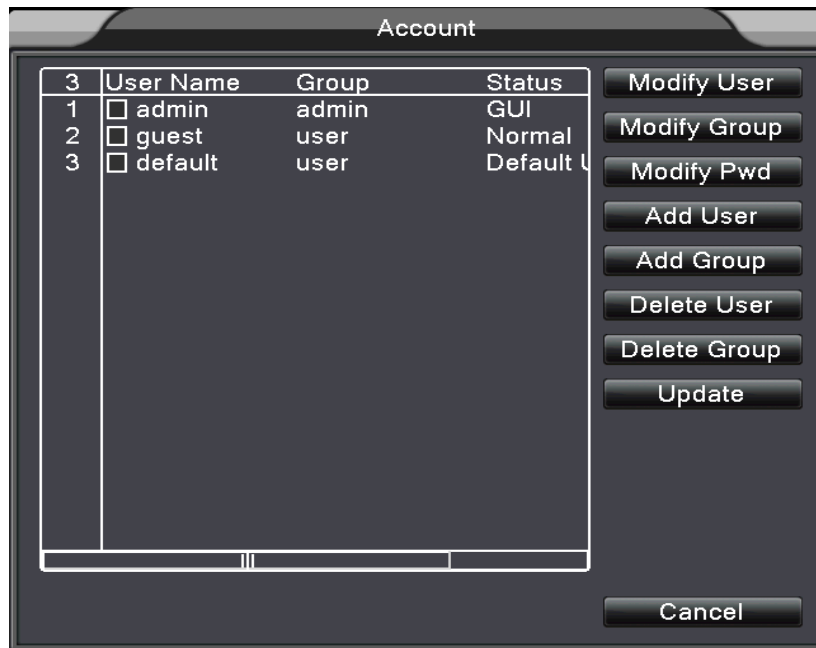 Account
3 User Name Group Status
1 admin admin GUI
2 guest user Normal
3 default user Default
Modify User
Modify Group
Modify Pwd
Add User
Add Group
Delete User
Delete Group
Update
Cancel